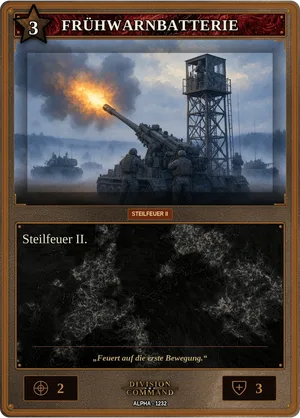 3
FRÜHWARNBATTERIE
STEILFEUER II
Steilfeuer II.
„Feuert auf die erste Bewegung.“
2
DIVISION
COMMAND
ALPHA · 1232
3